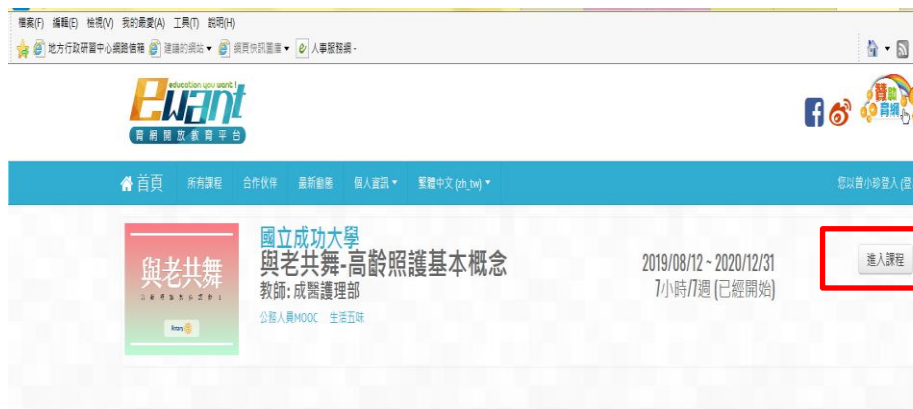 檔案(F) 編輯(E) 檢視(V) 我的最愛(A) 工具(T) 說明(H)
地方行政研習中心網路信箱 建議的網站 網頁快訊圖庫 人事服務網 -
education you want !
ewant
育網開放教育平台
贊助
育網
首頁 所有課程 合作伙伴 最新動態 個人資訊 繁體中文 (zh_tw) 您以曾小珍登入 (登
國立成功大學
與老共舞-高齡照護基本概念
教師: 成醫護理部
公務人員MOOC 生活五味
2019/08/12 ~ 2020/12/31
7小時/7週 (已經開始)
進入課程
與老共舞
Rotary